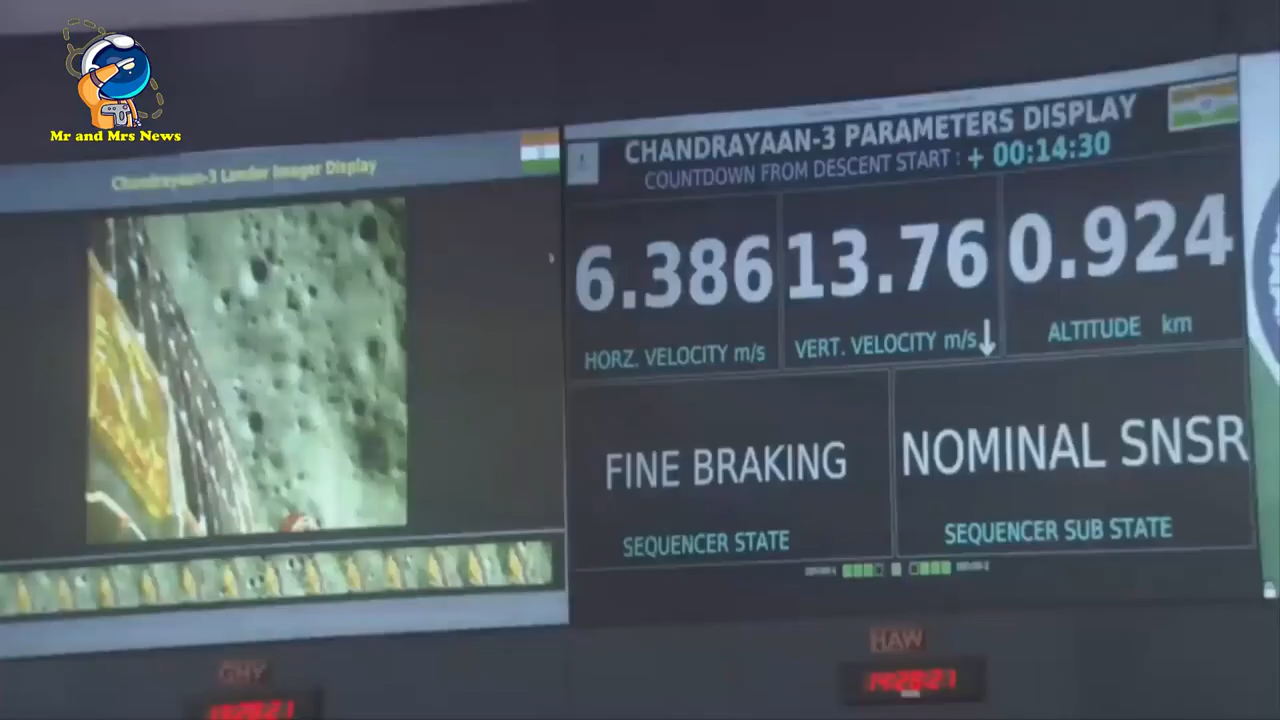 Mr and Mrs News
Chandrayaan-3 Lander Imager Display
CHANDRAYAAN-3 PARAMETERS DISPLAY
COUNTDOWN FROM DESCENT START : + 00:14:30
6.386
HORZ. VELOCITY m/s
13.76
VERT. VELOCITY m/s
0.924
ALTITUDE km
FINE BRAKING
SEQUENCER STATE
NOMINAL SNSR
SEQUENCER SUB STATE
GHY
HAW